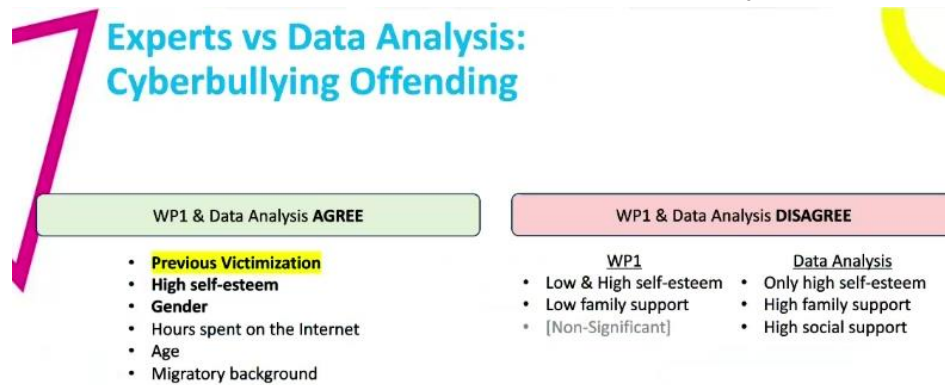 Experts vs Data Analysis:
Cyberbullying Offending
WP1 & Data Analysis AGREE
• Previous Victimization
• High self-esteem
• Gender
• Hours spent on the Internet
• Age
• Migratory background
WP1 & Data Analysis DISAGREE
WP1
• Low & High self-esteem
• Low family support
• [Non-Significant]
Data Analysis
• Only high self-esteem
• High family support
• High social support